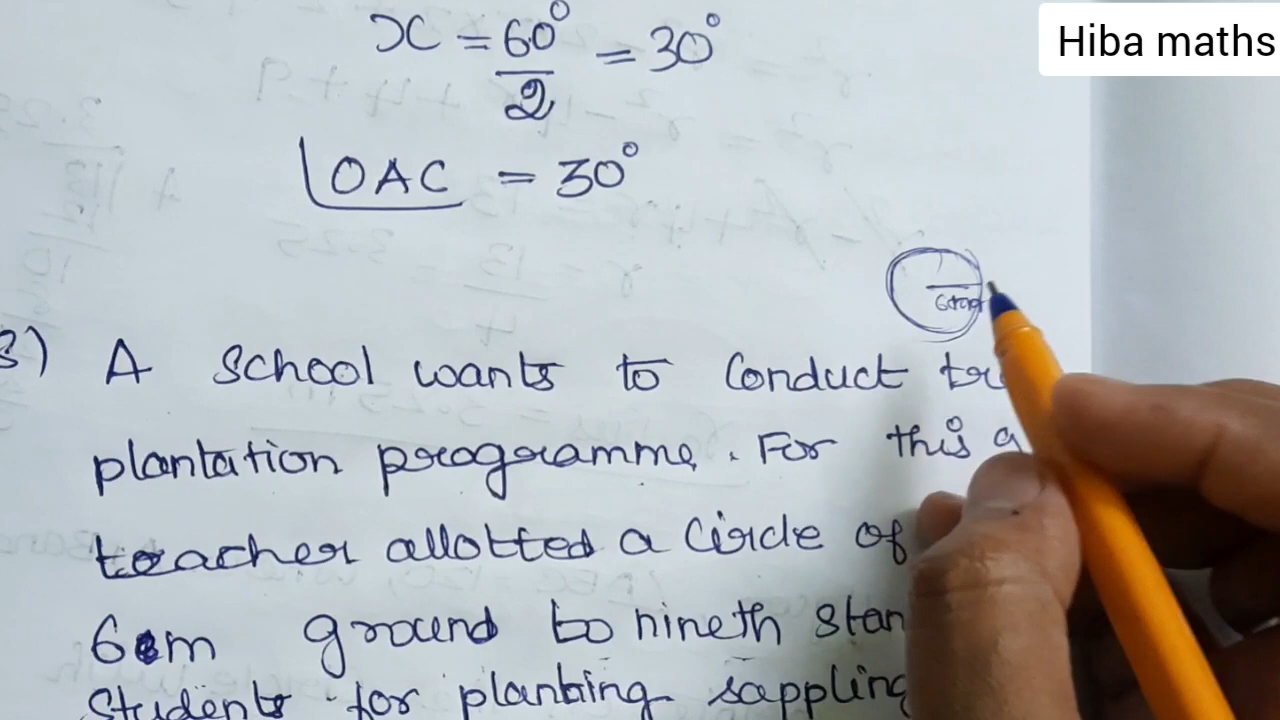 Hiba maths
x = 60° / 2 = 30°
∠OAC = 30°
3) A School wants to Conduct
plantation programme. For this
teacher allotted a Circle of
6m ground to nineth
Students for planting sappling